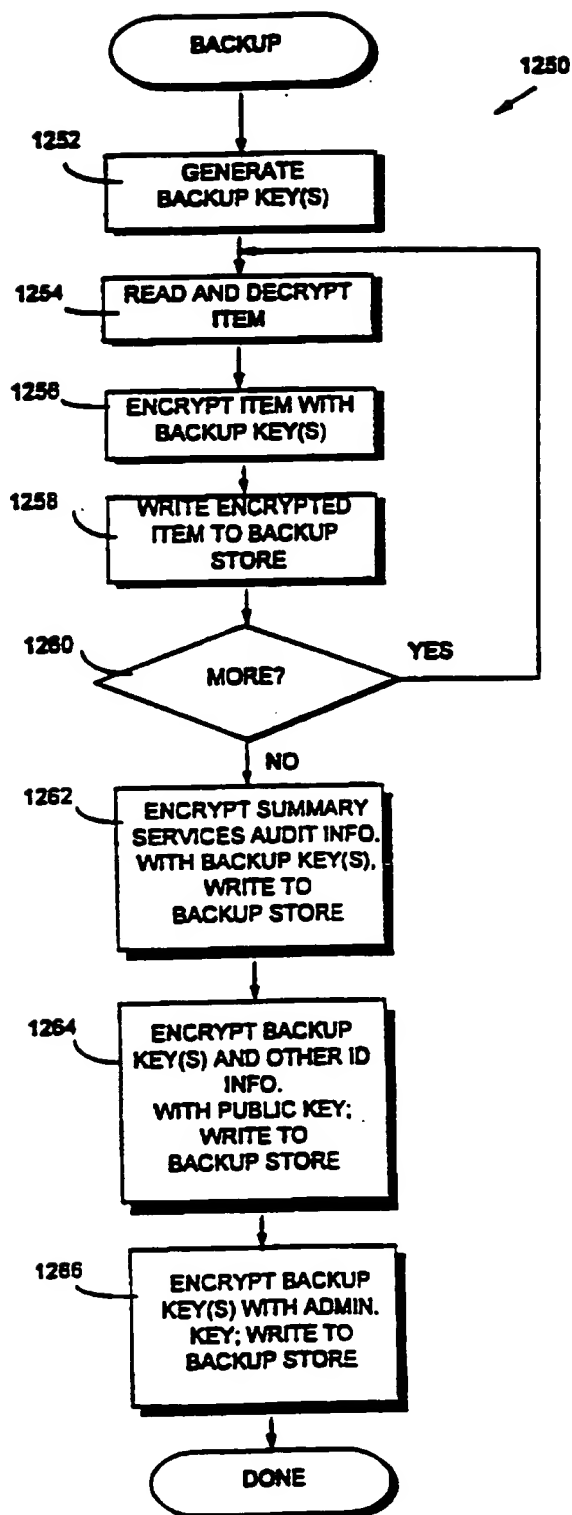 BACKUP
1250
1252
GENERATE
BACKUP KEY(S)
1254
READ AND DECRYPT
ITEM
1256
ENCRYPT ITEM WITH
BACKUP KEY(S)
1258
WRITE ENCRYPTED
ITEM TO BACKUP
STORE
1260
MORE?
YES
NO
1262
ENCRYPT SUMMARY
SERVICES AUDIT INFO.
WITH BACKUP KEY(S),
WRITE TO
BACKUP STORE
1264
ENCRYPT BACKUP
KEY(S) AND OTHER ID
INFO.
WITH PUBLIC KEY;
WRITE TO
BACKUP STORE
1266
ENCRYPT BACKUP
KEY(S) WITH ADMIN.
KEY; WRITE TO
BACKUP STORE
DONE